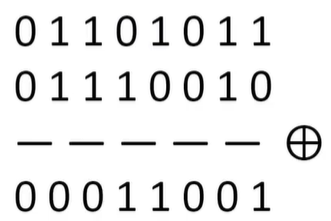 0 1 1 0 1 0 1 1
0 1 1 1 0 0 1 0
— — — — — ⊕
0 0 0 1 1 0 0 1